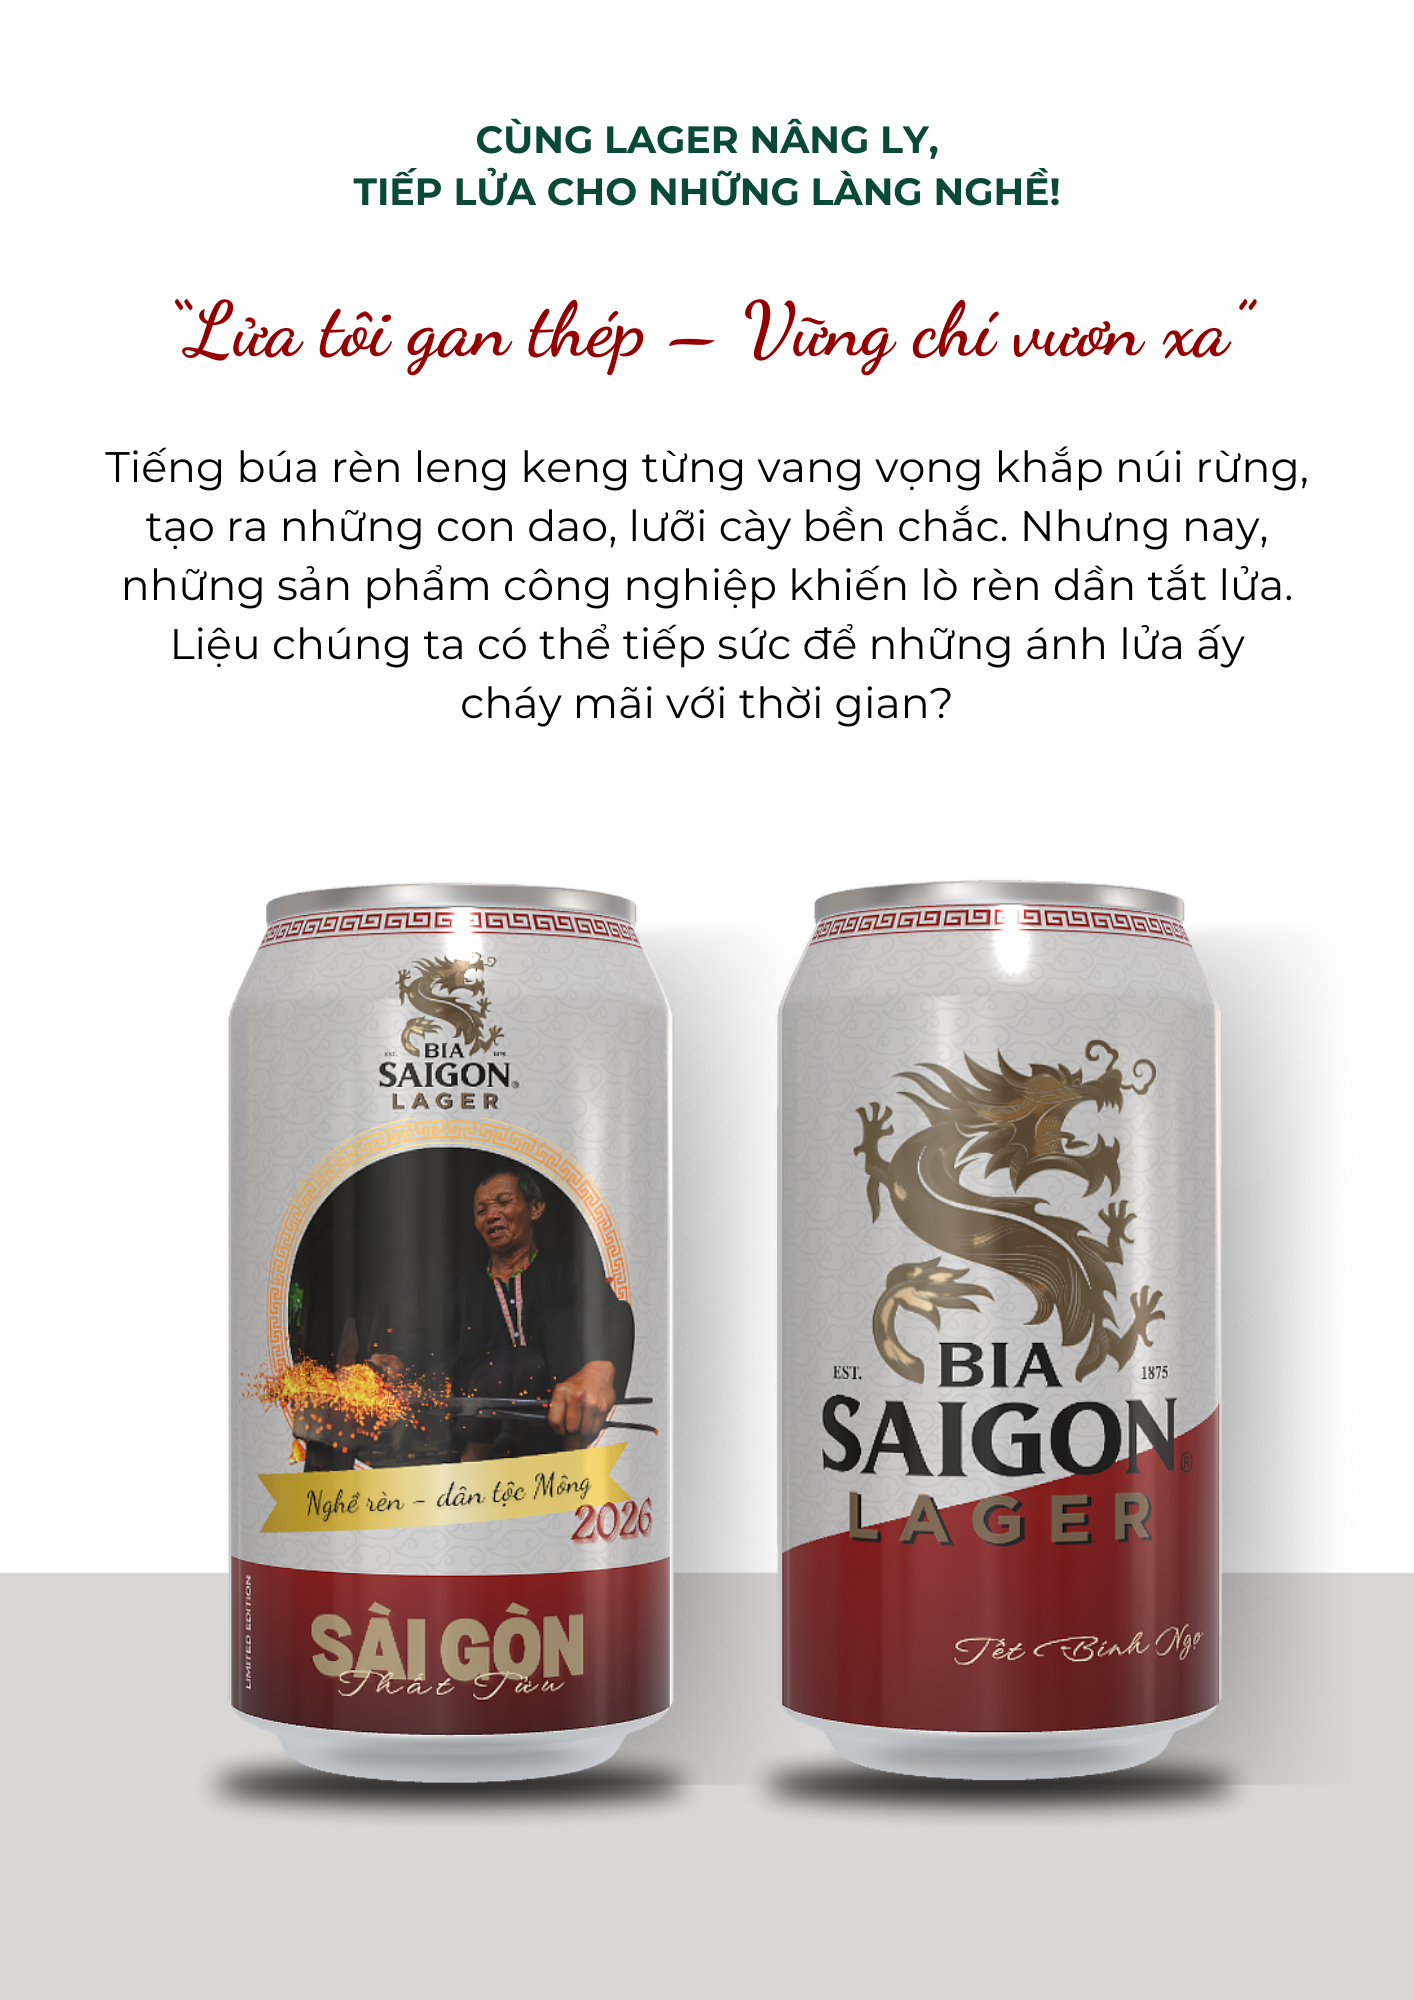 CÙNG LAGER NÂNG LY,
TIẾP LỬA CHO NHỮNG LÀNG NGHỀ!
“Lửa tôi gan thép – Vững chí vươn xa”
Tiếng búa rèn leng keng từng vang vọng khắp núi rừng,
tạo ra những con dao, lưỡi cày bền chắc. Nhưng nay,
những sản phẩm công nghiệp khiến lò rèn dần tắt lửa.
Liệu chúng ta có thể tiếp sức để những ánh lửa ấy
cháy mãi với thời gian?
EST. BIA 1875
SAIGON®
LAGER
Nghề rèn – dân tộc Mông
2026
LIMITED EDITION
SÀI GÒN
Thất Tửu
EST. BIA 1875
SAIGON®
LAGER
Tết Bính Ngọ